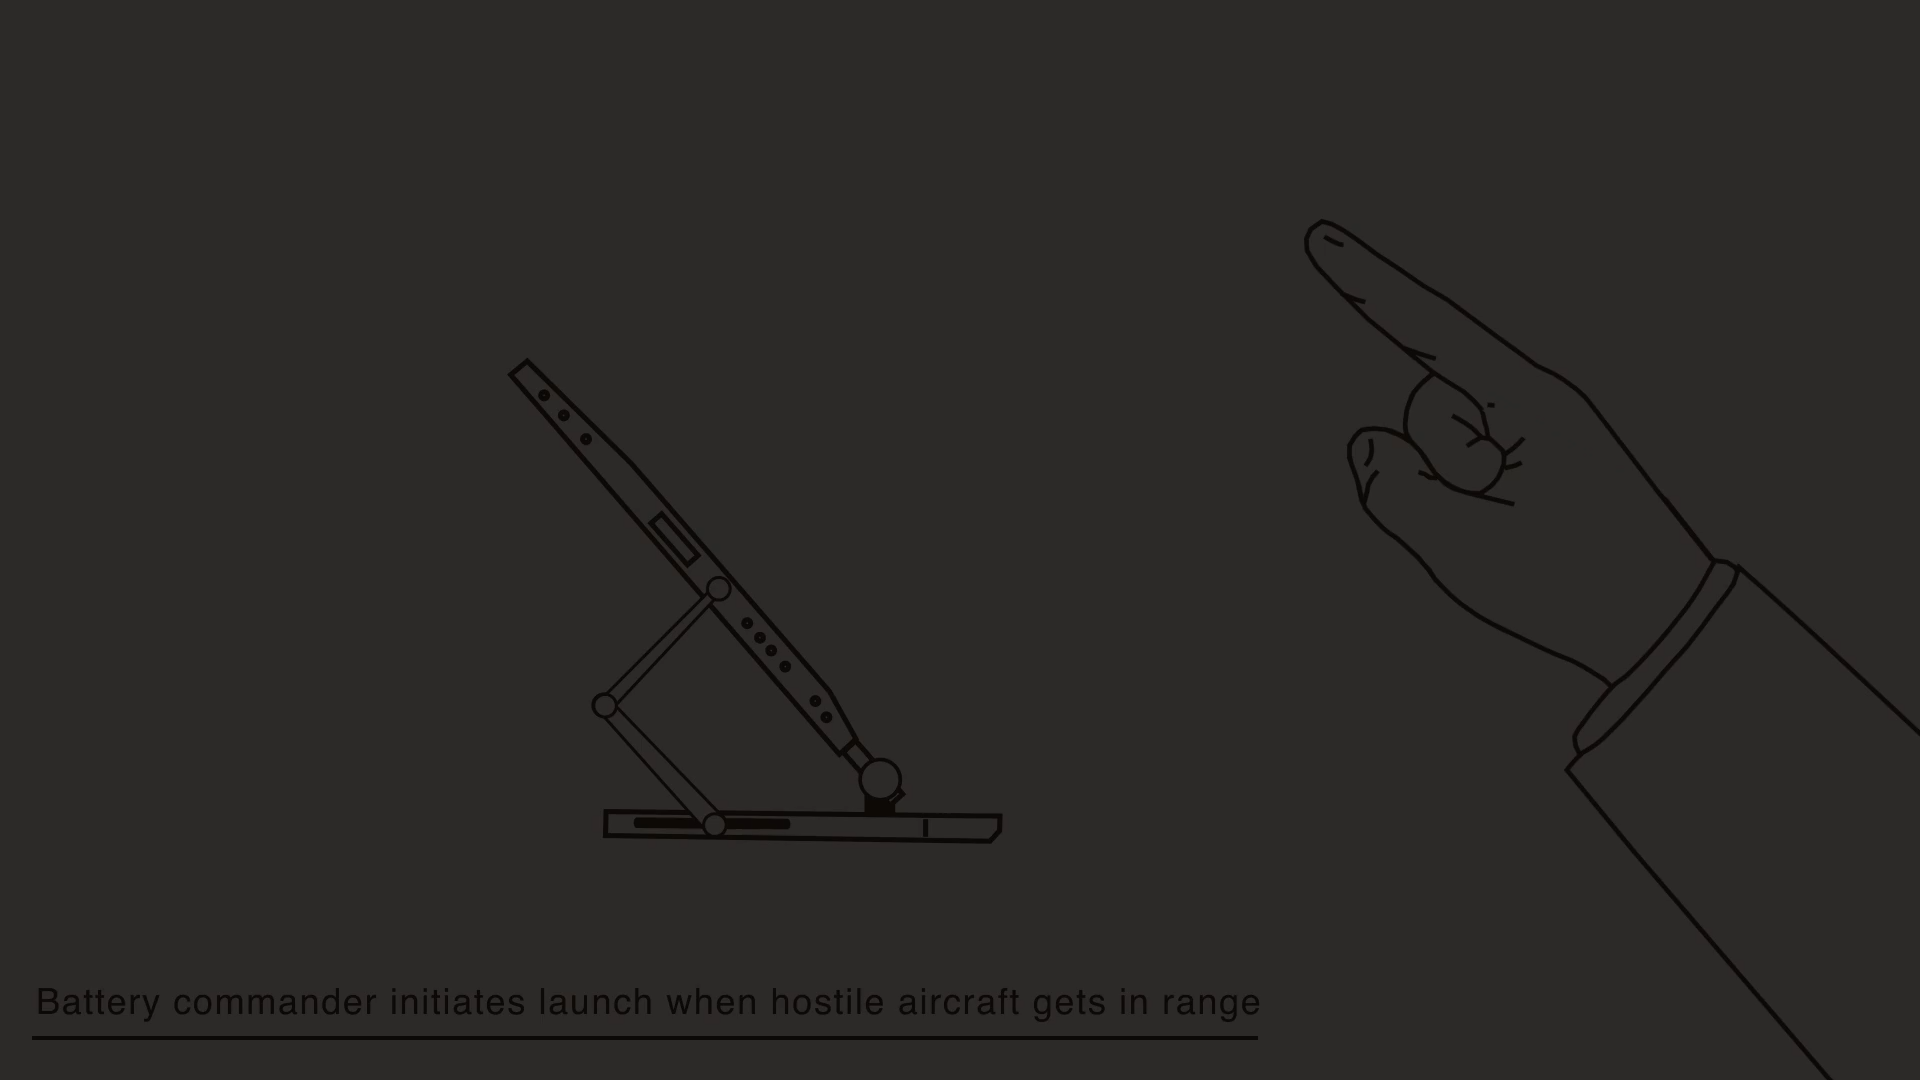 Battery commander initiates launch when hostile aircraft gets in range